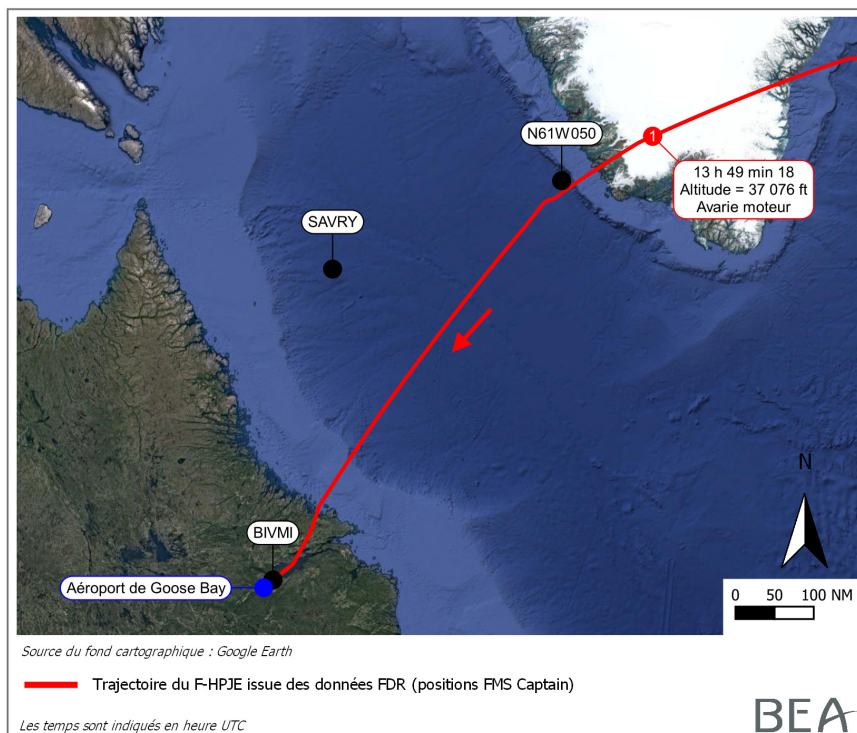 N61W050
1
13 h 49 min 18
Altitude = 37 076 ft
Avarie moteur
SAVRY
N
BIVMI
Aéroport de Goose Bay
0 50 100 NM
Source du fond cartographique : Google Earth
Trajectoire du F-HPJE issue des données FDR (positions FMS Captain)
Les temps sont indiqués en heure UTC
BEA